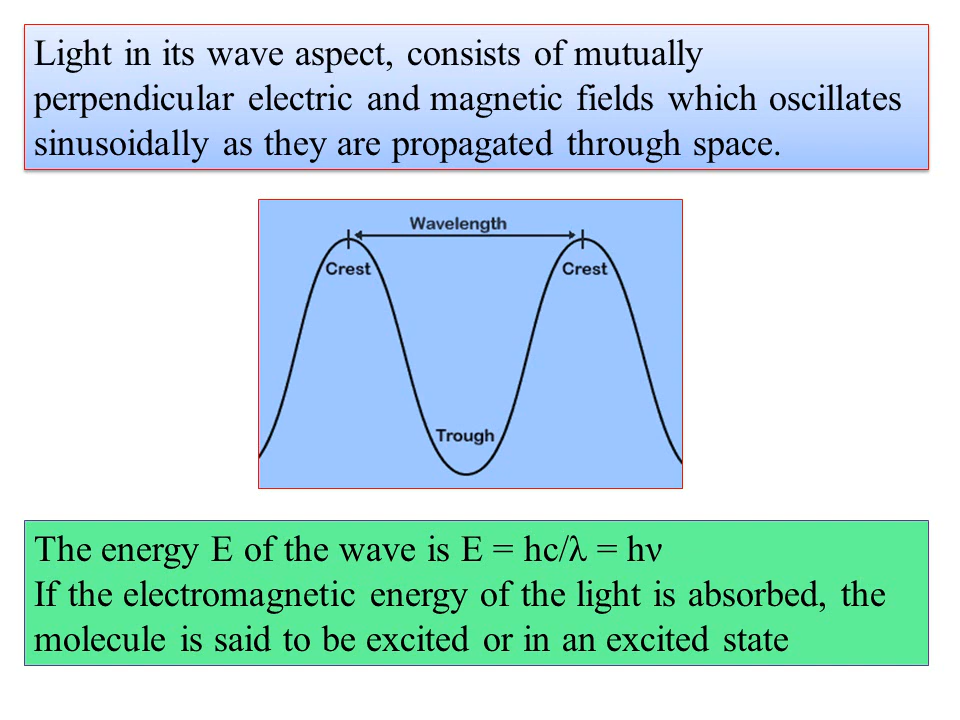 Light in its wave aspect, consists of mutually
perpendicular electric and magnetic fields which oscillates
sinusoidally as they are propagated through space.
Wavelength
Crest
Crest
Trough
The energy E of the wave is E = hc/λ = hν
If the electromagnetic energy of the light is absorbed, the
molecule is said to be excited or in an excited state